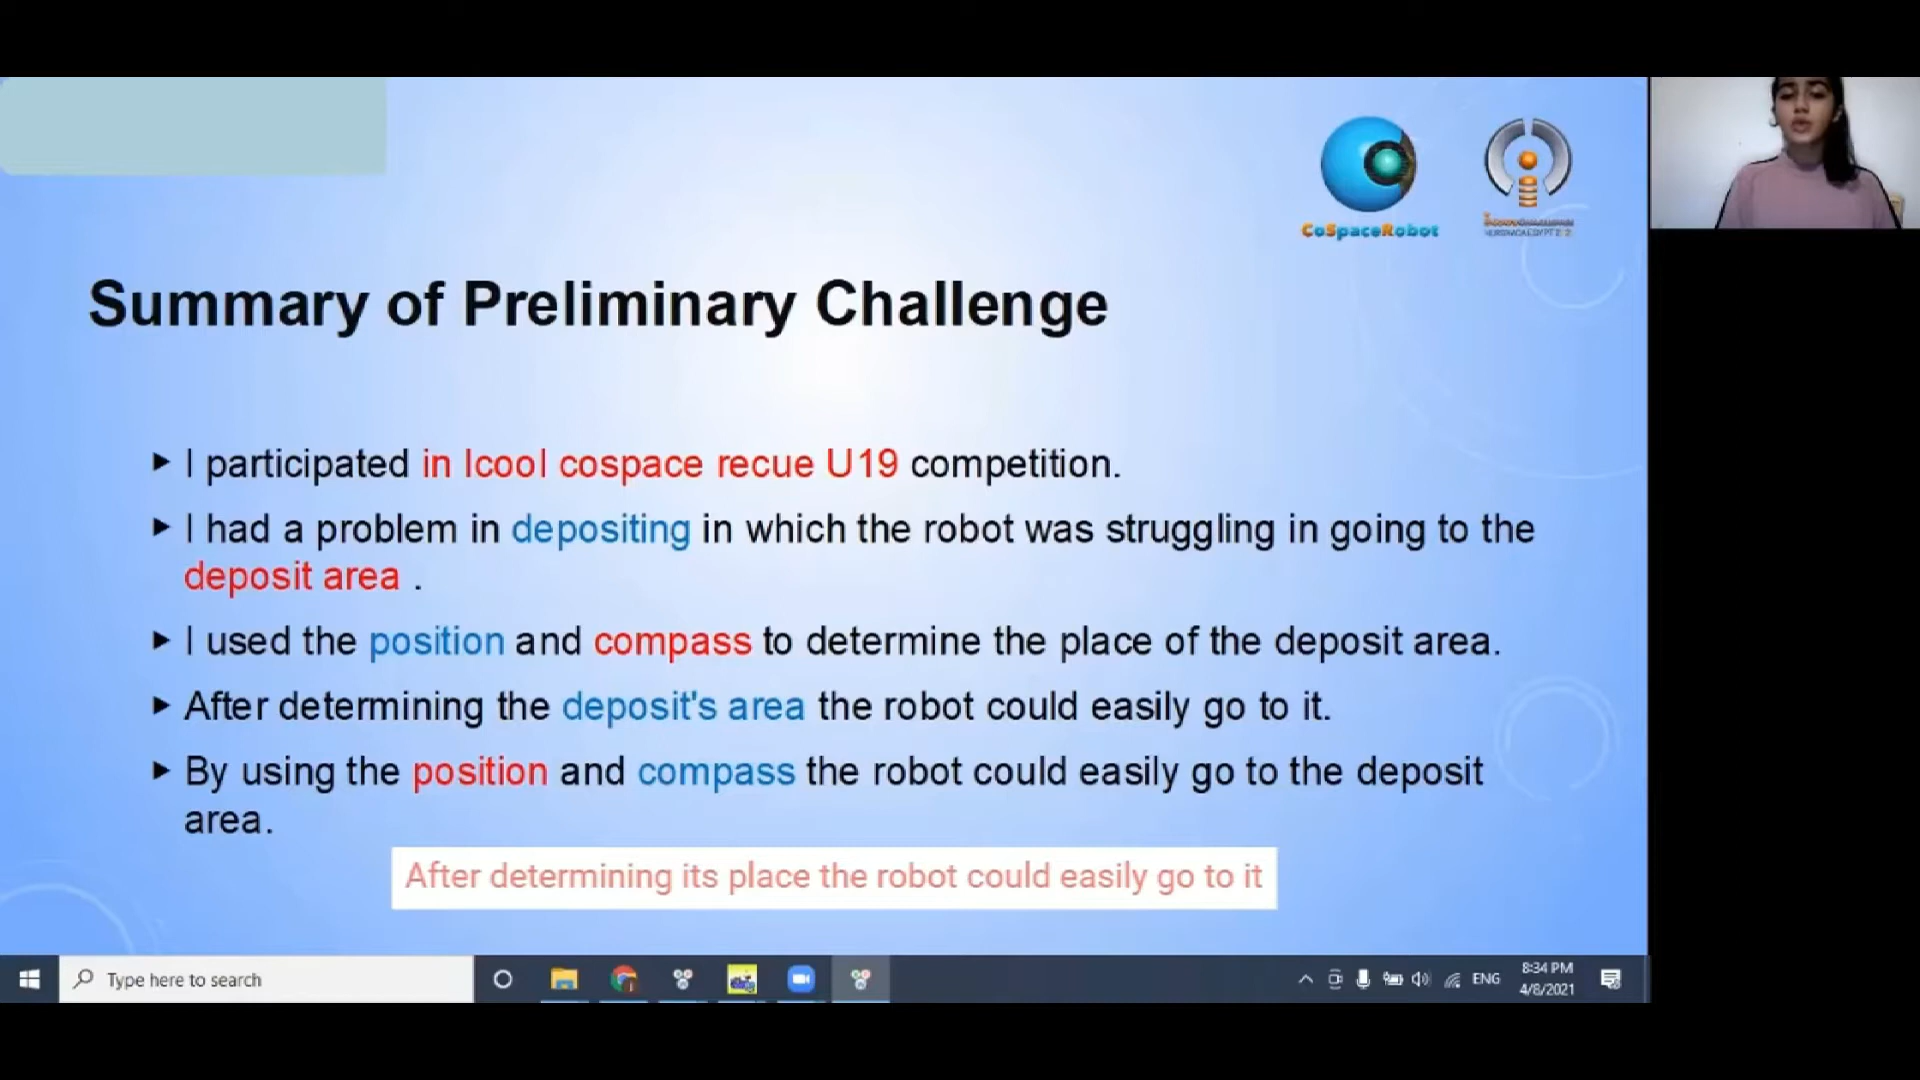 CoSpaceRobot
Summary of Preliminary Challenge
I participated in Icool cospace recue U19 competition.
I had a problem in depositing in which the robot was struggling in going to the
deposit area .
I used the position and compass to determine the place of the deposit area.
After determining the deposit's area the robot could easily go to it.
By using the position and compass the robot could easily go to the deposit
area.
After determining its place the robot could easily go to it
Type here to search
ENG
8:34 PM
4/8/2021